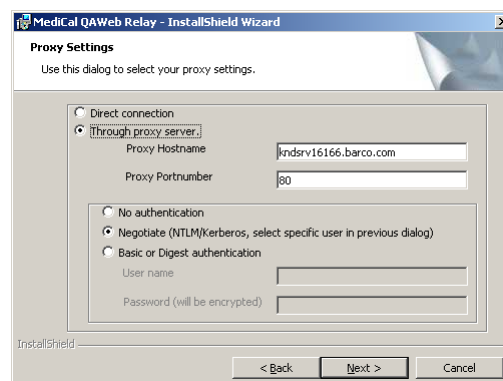 MediCal QAWeb Relay - InstallShield Wizard
Proxy Settings
Use this dialog to select your proxy settings.
Direct connection
Through proxy server.
Proxy Hostname kndsrv16166.barco.com
Proxy Portnumber 80
No authentication
Negotiate (NTLM/Kerberos, select specific user in previous dialog)
Basic or Digest authentication
User name
Password (will be encrypted)
InstallShield
< Back Next > Cancel